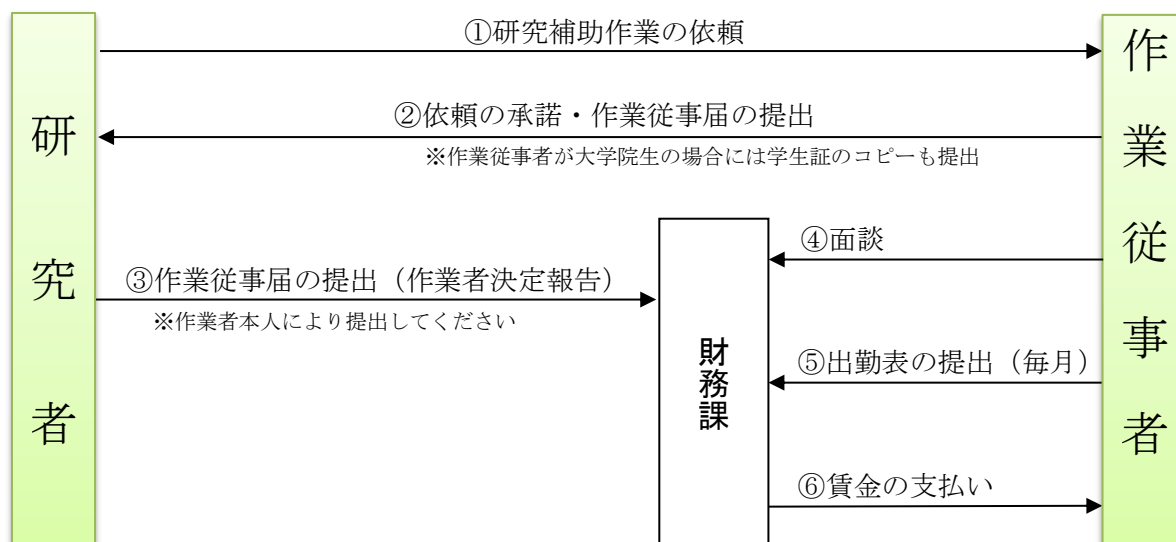 ①研究補助作業の依頼
②依頼の承諾・作業従事届の提出
※作業従事者が大学院生の場合には学生証のコピーも提出
研究者
作業従事者
④面談
③作業従事届の提出（作業者決定報告）
※作業者本人により提出してください
財務課
⑤出勤表の提出（毎月）
⑥賃金の支払い